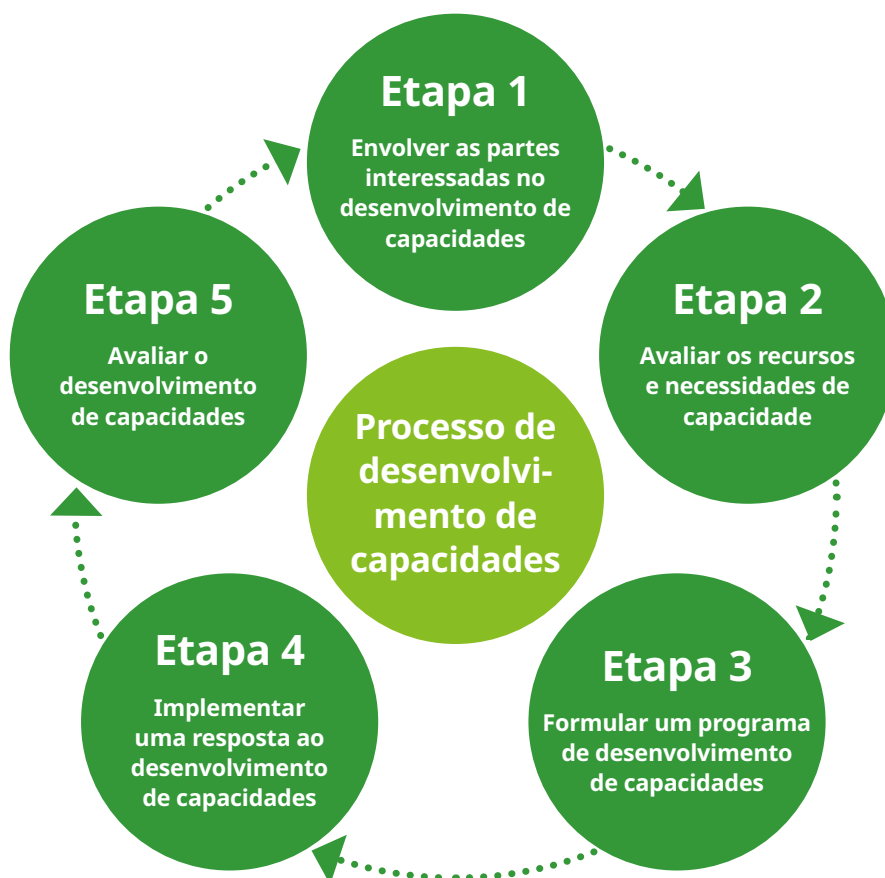 Etapa 1
Envolver as partes
interessadas no
desenvolvimento de
capacidades
Etapa 2
Avaliar os recursos
e necessidades de
capacidade
Etapa 3
Formular um programa
de desenvolvimento
de capacidades
Etapa 4
Implementar
uma resposta ao
desenvolvimento
de capacidades
Etapa 5
Avaliar o
desenvolvimento
de capacidades
Processo de
desenvolvi-
mento de
capacidades